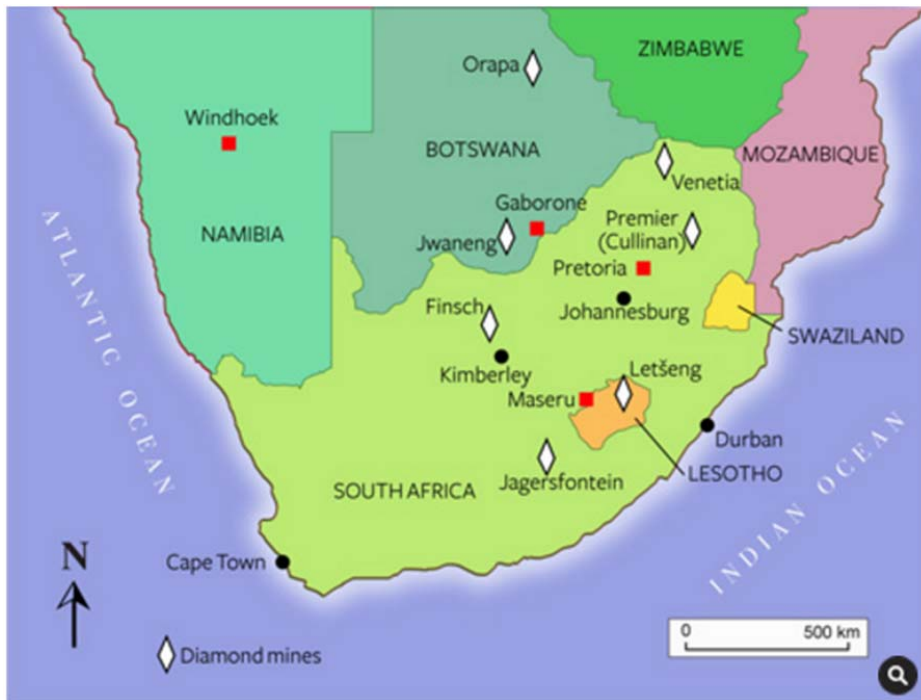 ZIMBABWE
Orapa
Windhoek
BOTSWANA
MOZAMBIQUE
Venetia
Gaborone
Premier
(Cullinan)
NAMIBIA
Jwaneng
Pretoria
ATLANTIC OCEAN
Finsch
Johannesburg
SWAZILAND
Kimberley
Letšeng
Maseru
Durban
LESOTHO
Jagersfontein
SOUTH AFRICA
INDIAN OCEAN
N
Cape Town
0 500 km
Diamond mines